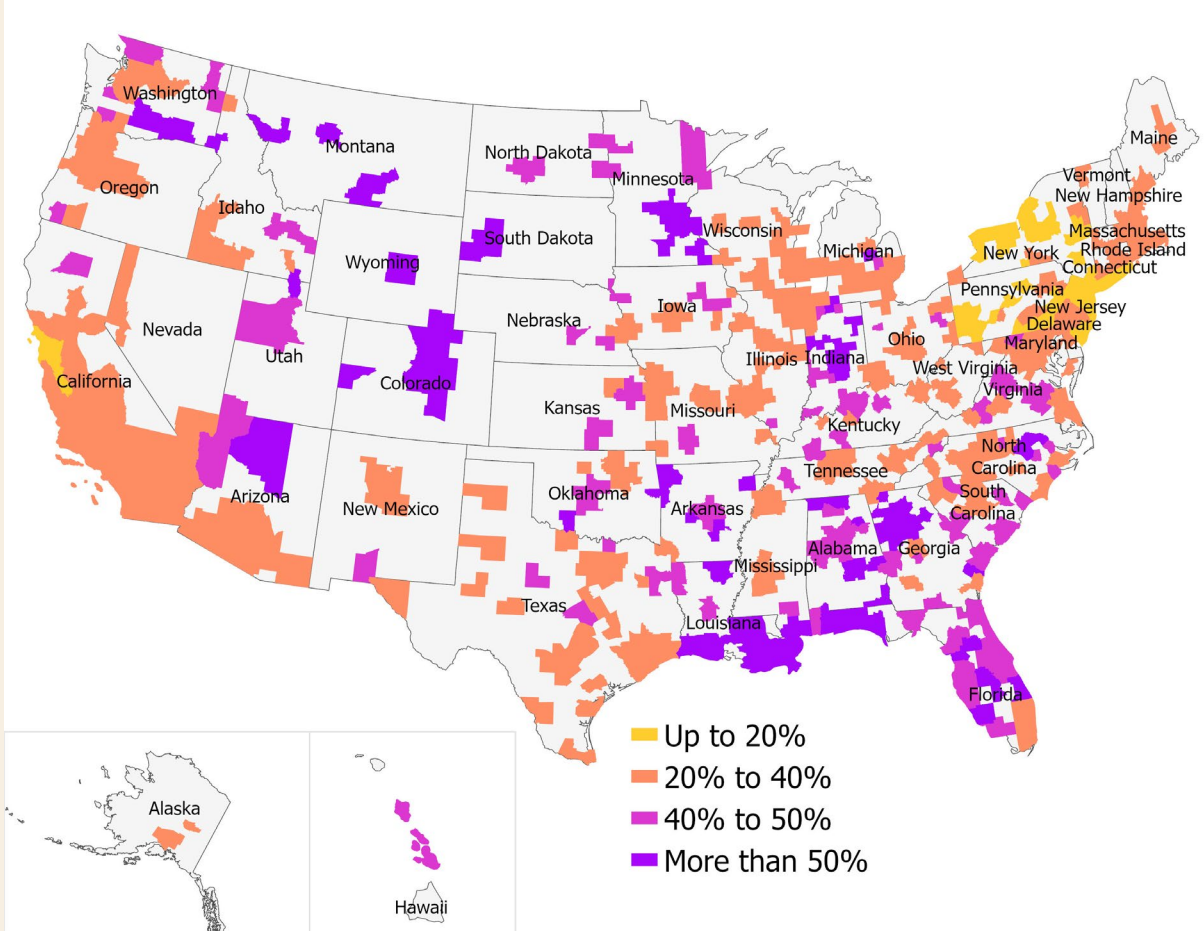 Washington
Montana
North Dakota
Minnesota
Maine
Vermont
New Hampshire
Oregon
Idaho
South Dakota
Wisconsin
Michigan
Massachusetts
New York
Rhode Island
Connecticut
Wyoming
Pennsylvania
New Jersey
Delaware
Maryland
Nebraska
Iowa
Nevada
Utah
Illinois
Indiana
Ohio
West Virginia
Virginia
California
Colorado
Kansas
Missouri
Kentucky
North
Carolina
Tennessee
Arizona
New Mexico
Oklahoma
Arkansas
South
Carolina
Alabama
Georgia
Mississippi
Texas
Louisiana
Florida
Alaska
Hawaii
Up to 20%
20% to 40%
40% to 50%
More than 50%